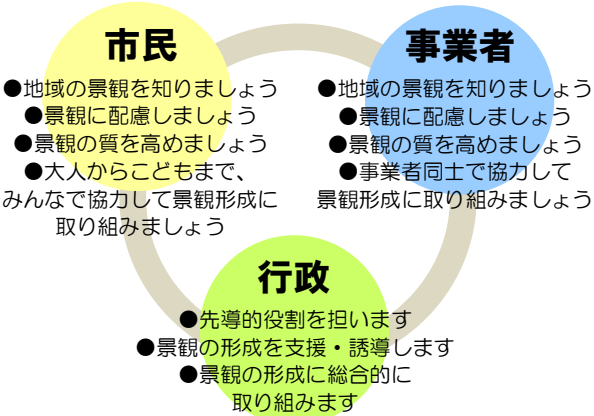 市民
●地域の景観を知りましょう
●景観に配慮しましょう
●景観の質を高めましょう
●大人からこどもまで、
みんなで協力して景観形成に
取り組みましょう
事業者
●地域の景観を知りましょう
●景観に配慮しましょう
●景観の質を高めましょう
●事業者同士で協力して
景観形成に取り組みましょう
行政
●先導的役割を担います
●景観の形成を支援・誘導します
●景観の形成に総合的に
取り組みます